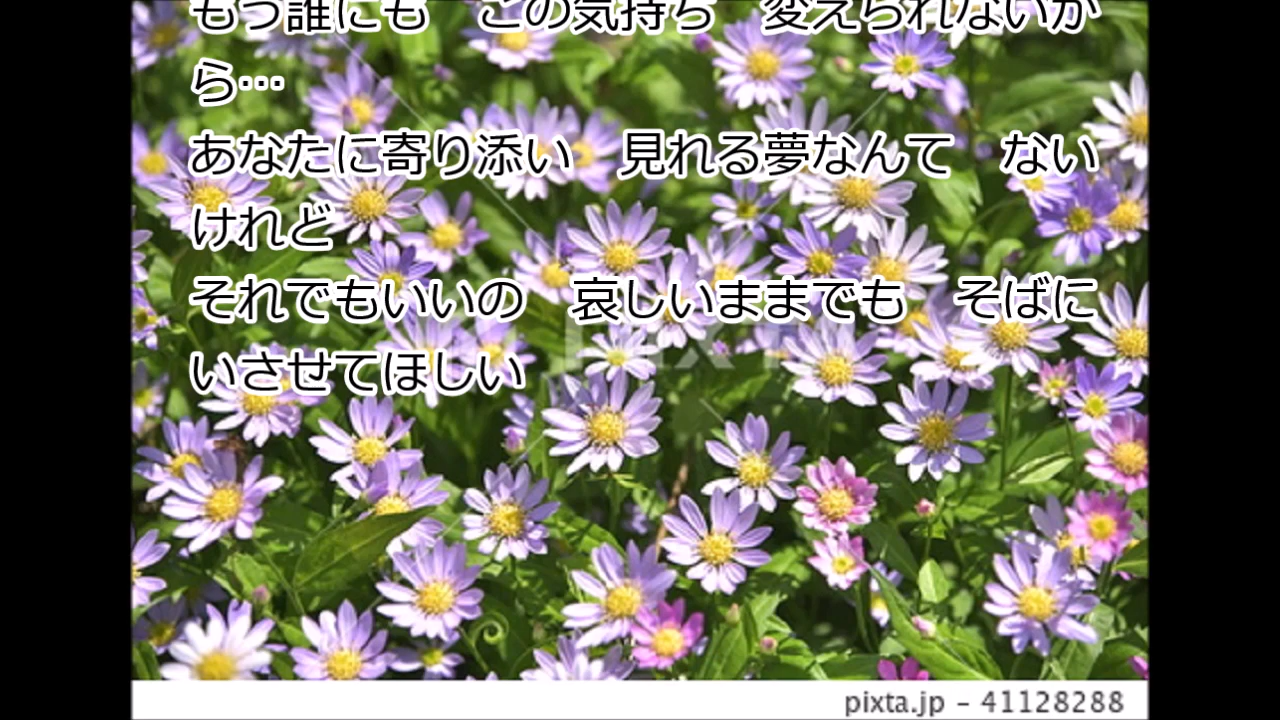 もう誰にも　この気持ち　変えられないか
ら…
あなたに寄り添い　見れる夢なんて　ない
けれど
それでもいいの　哀しいままでも　そばに
いさせてほしい
pixta.jp - 41128288